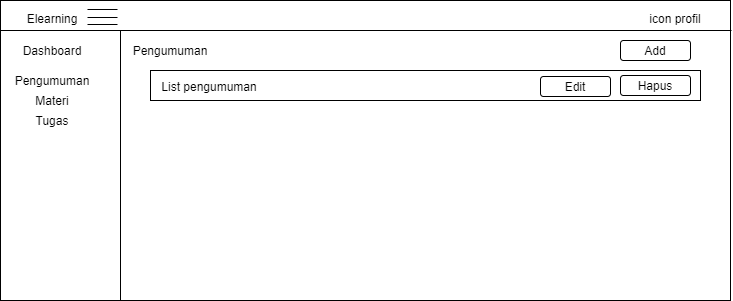 Elearning
icon profil
Dashboard
Pengumuman
Materi
Tugas
Pengumuman
Add
List pengumuman
Edit
Hapus